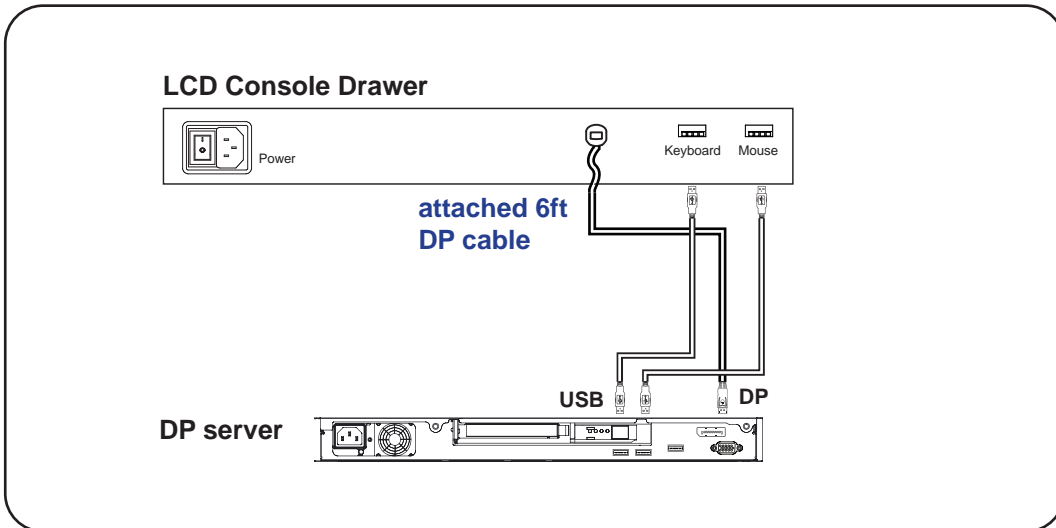 LCD Console Drawer
Power
Keyboard Mouse
attached 6ft
DP cable
USB DP
DP server